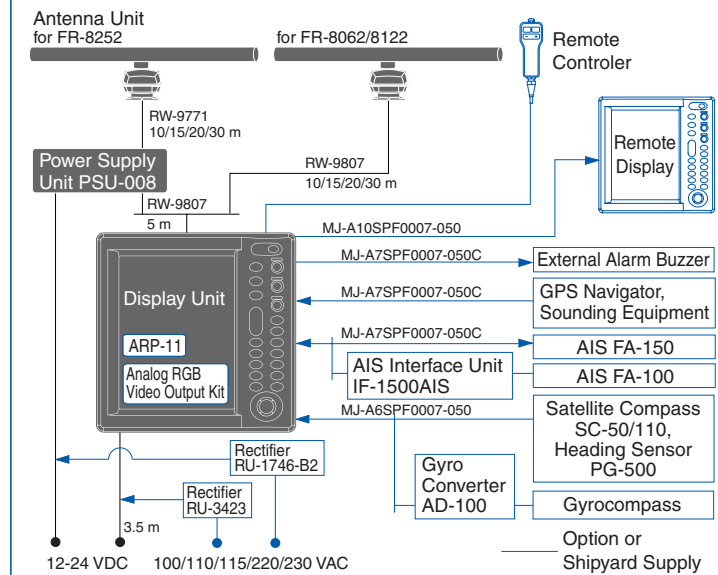 Antenna Unit
for FR-8252
for FR-8062/8122
Remote
Controler
RW-9771
10/15/20/30 m
Remote
Display
Power Supply
Unit PSU-008
RW-9807
10/15/20/30 m
RW-9807
5 m
MJ-A10SPF0007-050
MJ-A7SPF0007-050C
External Alarm Buzzer
Display Unit
MJ-A7SPF0007-050C
GPS Navigator,
Sounding Equipment
ARP-11
MJ-A7SPF0007-050C
AIS FA-150
Analog RGB
Video Output Kit
AIS Interface Unit
IF-1500AIS
AIS FA-100
MJ-A6SPF0007-050
Satellite Compass
SC-50/110,
Heading Sensor
PG-500
Rectifier
RU-1746-B2
Gyro
Converter
AD-100
Rectifier
RU-3423
Gyrocompass
3.5 m
12-24 VDC
100/110/115/220/230 VAC
Option or
Shipyard Supply